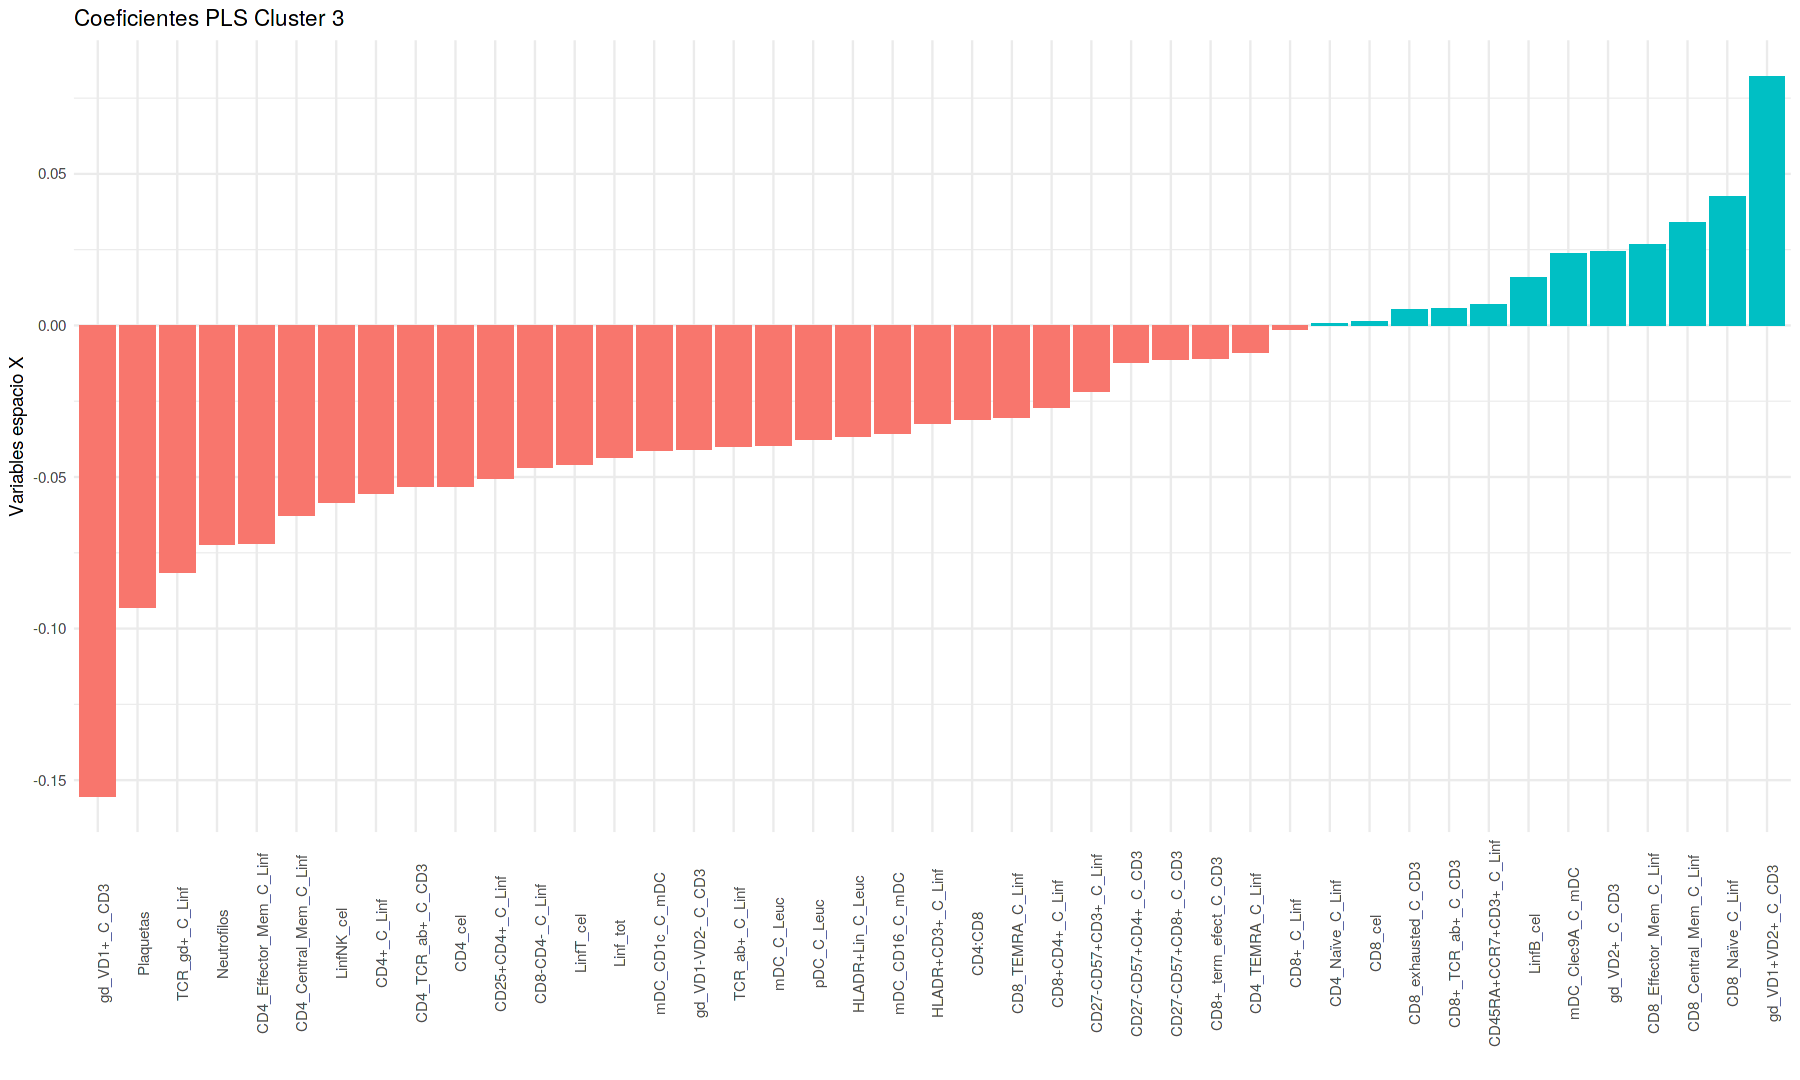 Coeficientes PLS Cluster 3
Variables espacio X
0.05
0.00
-0.05
-0.10
-0.15
gd_VD1+_C_CD3
Plaquetas
TCR_gd+_C_Linf
Neutrofilos
CD4_Effector_Mem_C_Linf
CD4_Central_Mem_C_Linf
LinfNK_cel
CD4+_C_Linf
CD4_TCR_ab+_C_CD3
CD4_cel
CD25+CD4+_C_Linf
CD8-CD4-_C_Linf
LinfT_cel
Linf_tot
mDC_CD1c_C_mDC
gd_VD1-VD2-_C_CD3
TCR_ab+_C_Linf
mDC_C_Leuc
pDC_C_Leuc
HLADR+Lin_C_Leuc
mDC_CD16_C_mDC
HLADR+CD3+_C_Linf
CD4:CD8
CD8_TEMRA_C_Linf
CD8+CD4+_C_Linf
CD27-CD57+CD3+_C_Linf
CD27-CD57+CD4+_C_CD3
CD27-CD57+CD8+_C_CD3
CD8+_term_efect_C_CD3
CD4_TEMRA_C_Linf
CD8+_C_Linf
CD4_Naïve_C_Linf
CD8_cel
CD8_exhausted_C_CD3
CD8+_TCR_ab+_C_CD3
CD45RA+CCR7+CD3+_C_Linf
LinfB_cel
mDC_Clec9A_C_mDC
gd_VD2+_C_CD3
CD8_Effector_Mem_C_Linf
CD8_Central_Mem_C_Linf
CD8_Naïve_C_Linf
gd_VD1+VD2+_C_CD3